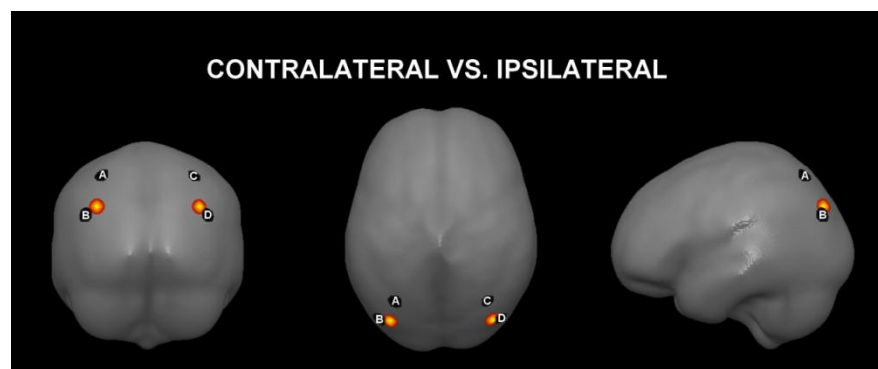 CONTRALATERAL VS. IPSILATERAL
A C
B D
A C
B D
A
B